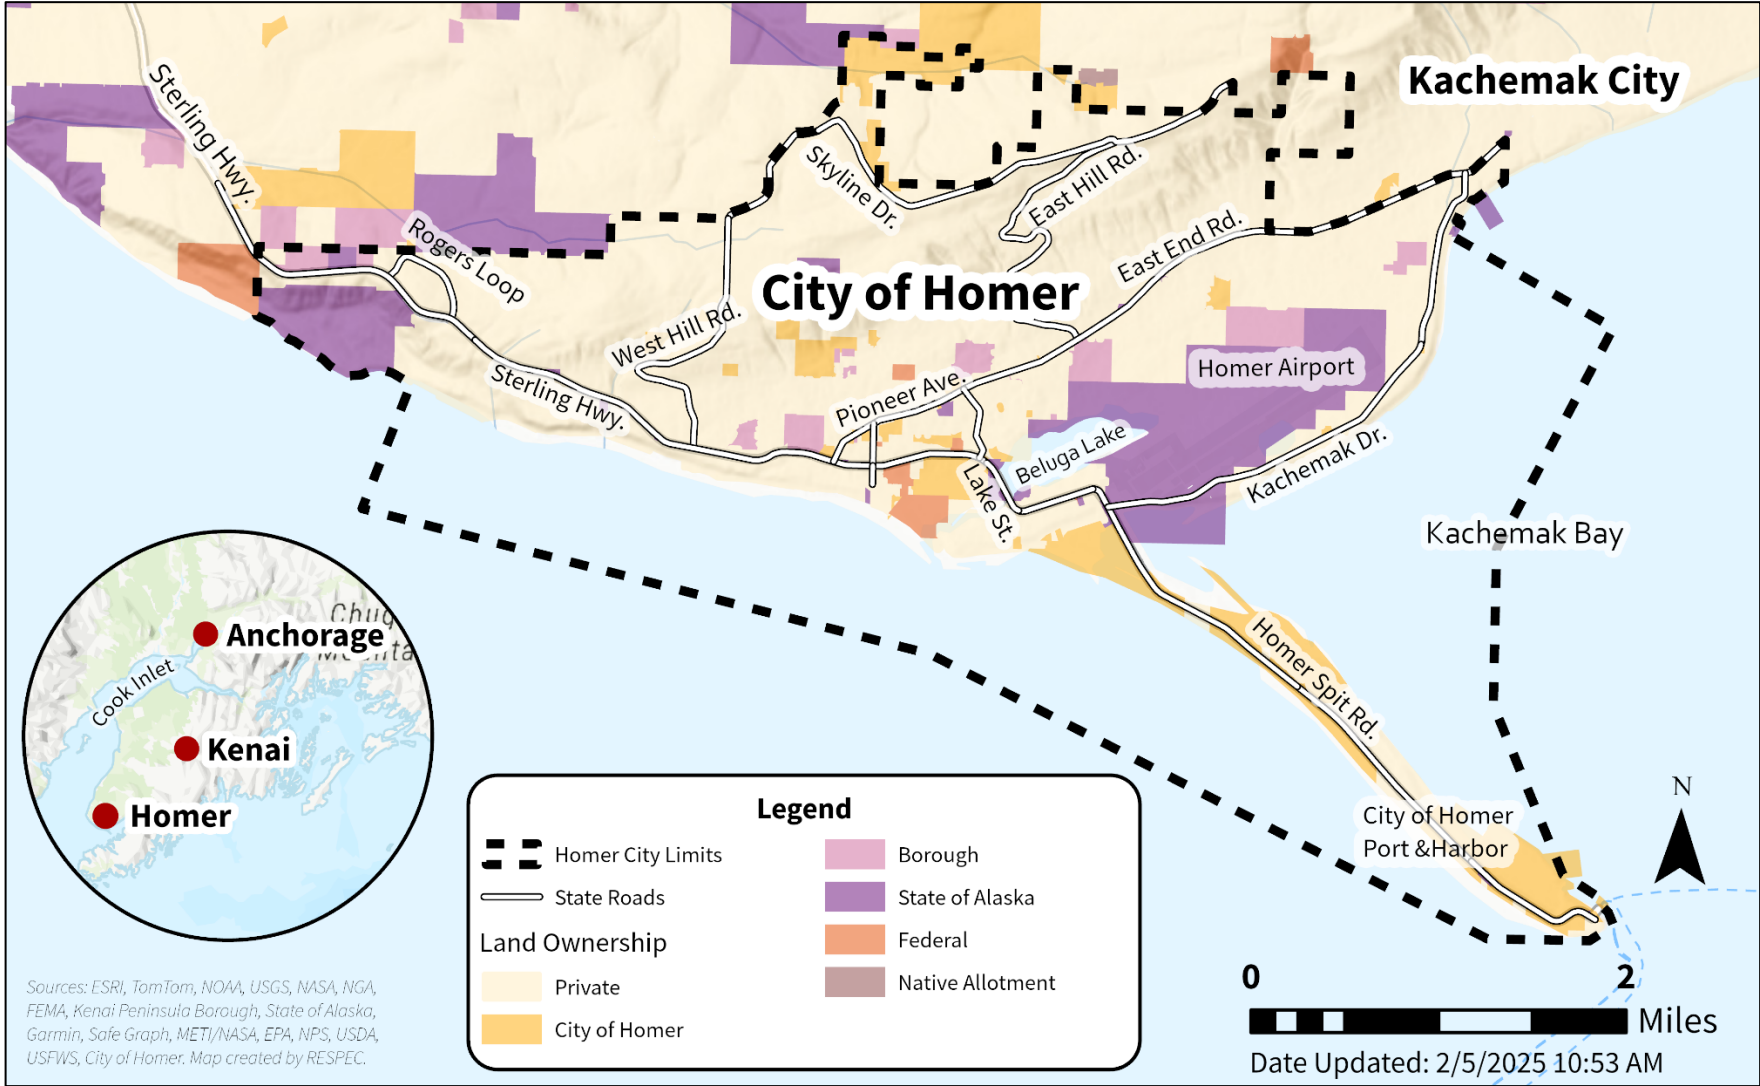 Kachemak City
Sterling Hwy.
Skyline Dr.
East Hill Rd.
Rogers Loop
East End Rd.
City of Homer
West Hill Rd.
Homer Airport
Sterling Hwy.
Pioneer Ave.
Beluga Lake
Kachemak Dr.
Lake St.
Kachemak Bay
Homer Spit Rd.
City of Homer
Port &Harbor
Chug
Mounta
Anchorage
Cook Inlet
Kenai
Homer
Legend
Homer City Limits
State Roads
Land Ownership
Private
City of Homer
Borough
State of Alaska
Federal
Native Allotment
N
0 2
Miles
Date Updated: 2/5/2025 10:53 AM
Sources: ESRI, TomTom, NOAA, USGS, NASA, NGA,
FEMA, Kenai Peninsula Borough, State of Alaska,
Garmin, Safe Graph, METI/NASA, EPA, NPS, USDA,
USFWS, City of Homer. Map created by RESPEC.